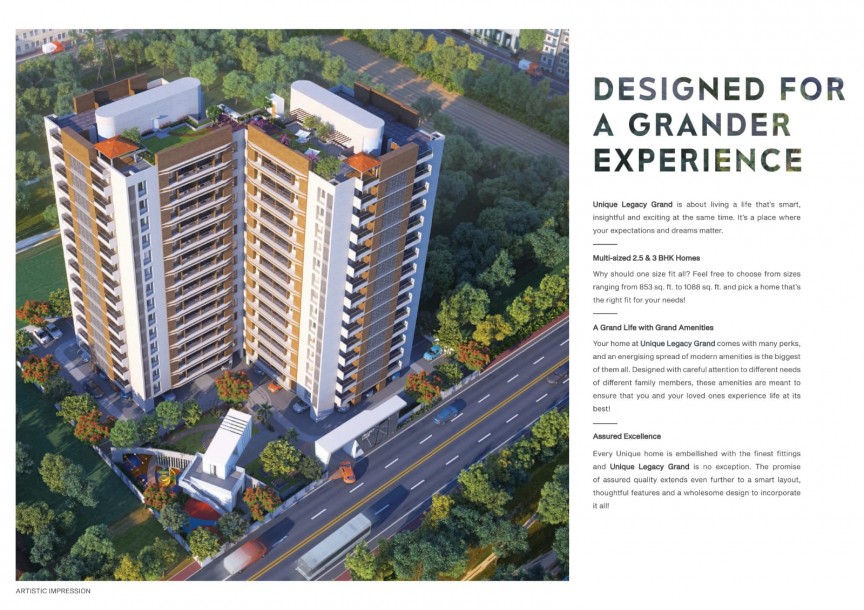 DESIGNED FOR
A GRANDER
EXPERIENCE
Unique Legacy Grand is about living a life that's smart,
insightful and exciting at the same time. It's a place where
your expectations and dreams matter.
Multi-sized 2.5 & 3 BHK Homes
Why should one size fit all? Feel free to choose from sizes
ranging from 853 sq. ft. to 1088 sq. ft. and pick a home that's
the right fit for your needs!
A Grand Life with Grand Amenities
Your home at Unique Legacy Grand comes with many perks,
and an energising spread of modern amenities is the biggest
of them all. Designed with careful attention to different needs
of different family members, these amenities are meant to
ensure that you and your loved ones experience life at its
best!
Assured Excellence
Every Unique home is embellished with the finest fittings
and Unique Legacy Grand is no exception. The promise
of assured quality extends even further to a smart layout,
thoughtful features and a wholesome design to incorporate
it all!
ARTISTIC IMPRESSION